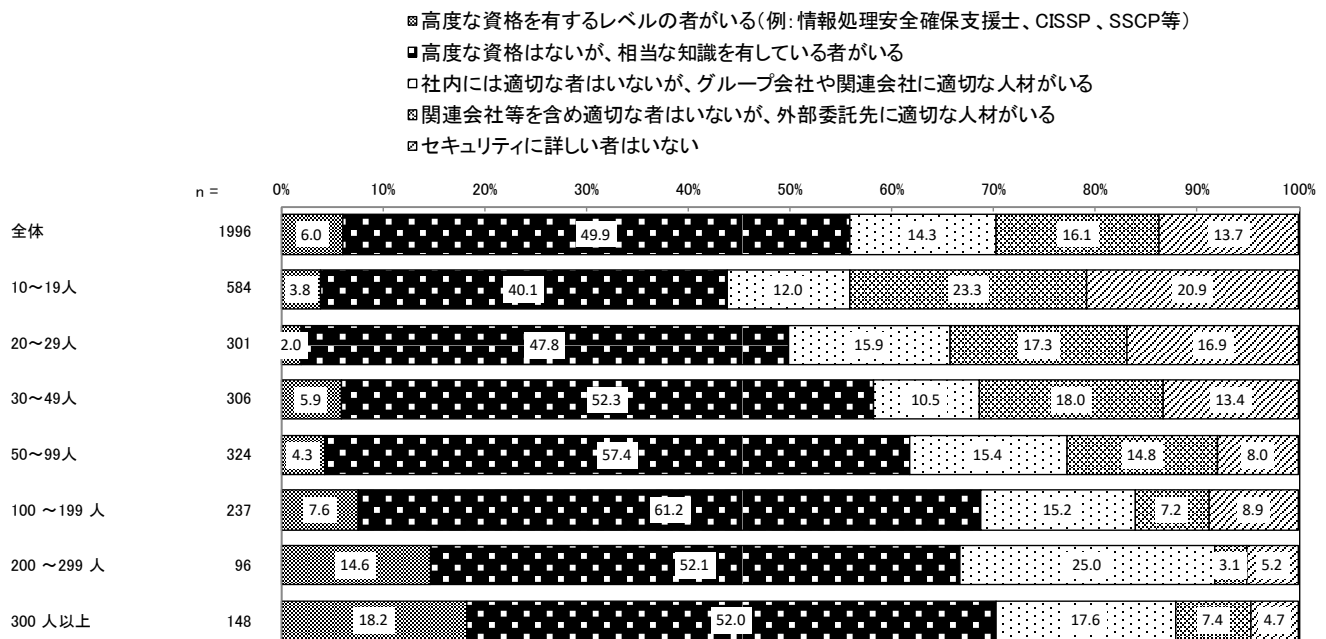 高度な資格を有するレベルの者がいる(例:情報処理安全確保支援士、CISSP、SSCP等)
高度な資格はないが、相当な知識を有している者がいる
社内には適切な者はいないが、グループ会社や関連会社に適切な人材がいる
関連会社等を含め適切な者はいないが、外部委託先に適切な人材がいる
セキュリティに詳しい者はいない
n = 0% 10% 20% 30% 40% 50% 60% 70% 80% 90% 100%
全体 1996 6.0 49.9 14.3 16.1 13.7
10~19人 584 3.8 40.1 12.0 23.3 20.9
20~29人 301 2.0 47.8 15.9 17.3 16.9
30~49人 306 5.9 52.3 10.5 18.0 13.4
50~99人 324 4.3 57.4 15.4 14.8 8.0
100 ~199 人 237 7.6 61.2 15.2 7.2 8.9
200 ~299 人 96 14.6 52.1 25.0 3.1 5.2
300 人以上 148 18.2 52.0 17.6 7.4 4.7